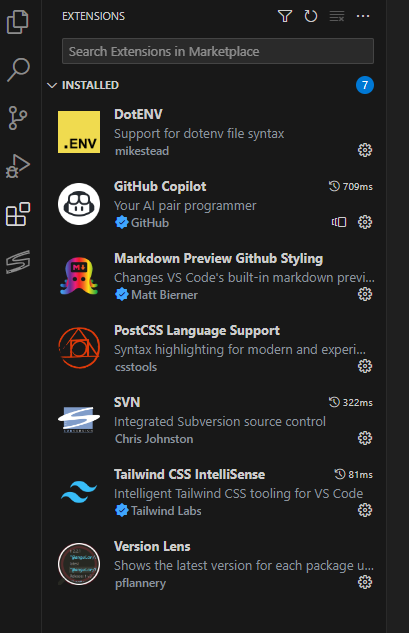 EXTENSIONS
Search Extensions in Marketplace
INSTALLED 7
.ENV
DotENV
Support for dotenv file syntax
mikestead
GitHub Copilot 709ms
Your AI pair programmer
GitHub
Markdown Preview Github Styling
Changes VS Code's built-in markdown previ...
Matt Bierner
PostCSS Language Support
Syntax highlighting for modern and experi...
csstools
SVN 322ms
Integrated Subversion source control
Chris Johnston
Tailwind CSS IntelliSense 81ms
Intelligent Tailwind CSS tooling for VS Code
Tailwind Labs
Version Lens
Shows the latest version for each package u...
pflannery